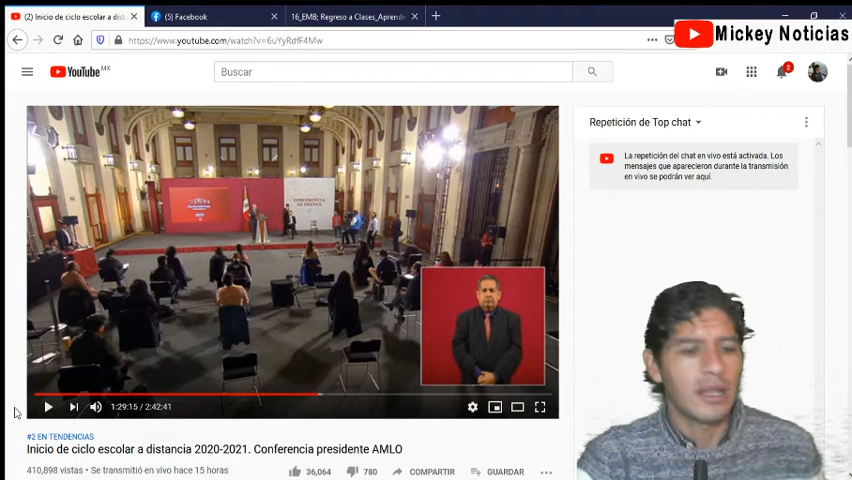 (2) Inicio de ciclo escolar a dista
(5) Facebook
16_EMB; Regreso a Clases_Aprende
https://www.youtube.com/watch?v=6uYyRdfF4Mw
Mickey Noticias
YouTube MX
Buscar
2
Repetición de Top chat
La repetición del chat en vivo está activada. Los
mensajes que aparecieron durante la transmisión
en vivo se podrán ver aquí.
CONFERENCIA
DE PRENSA
1:29:15 / 2:42:41
#2 EN TENDENCIAS
Inicio de ciclo escolar a distancia 2020-2021. Conferencia presidente AMLO
410,898 vistas • Se transmitió en vivo hace 15 horas
36,064
780
COMPARTIR
GUARDAR